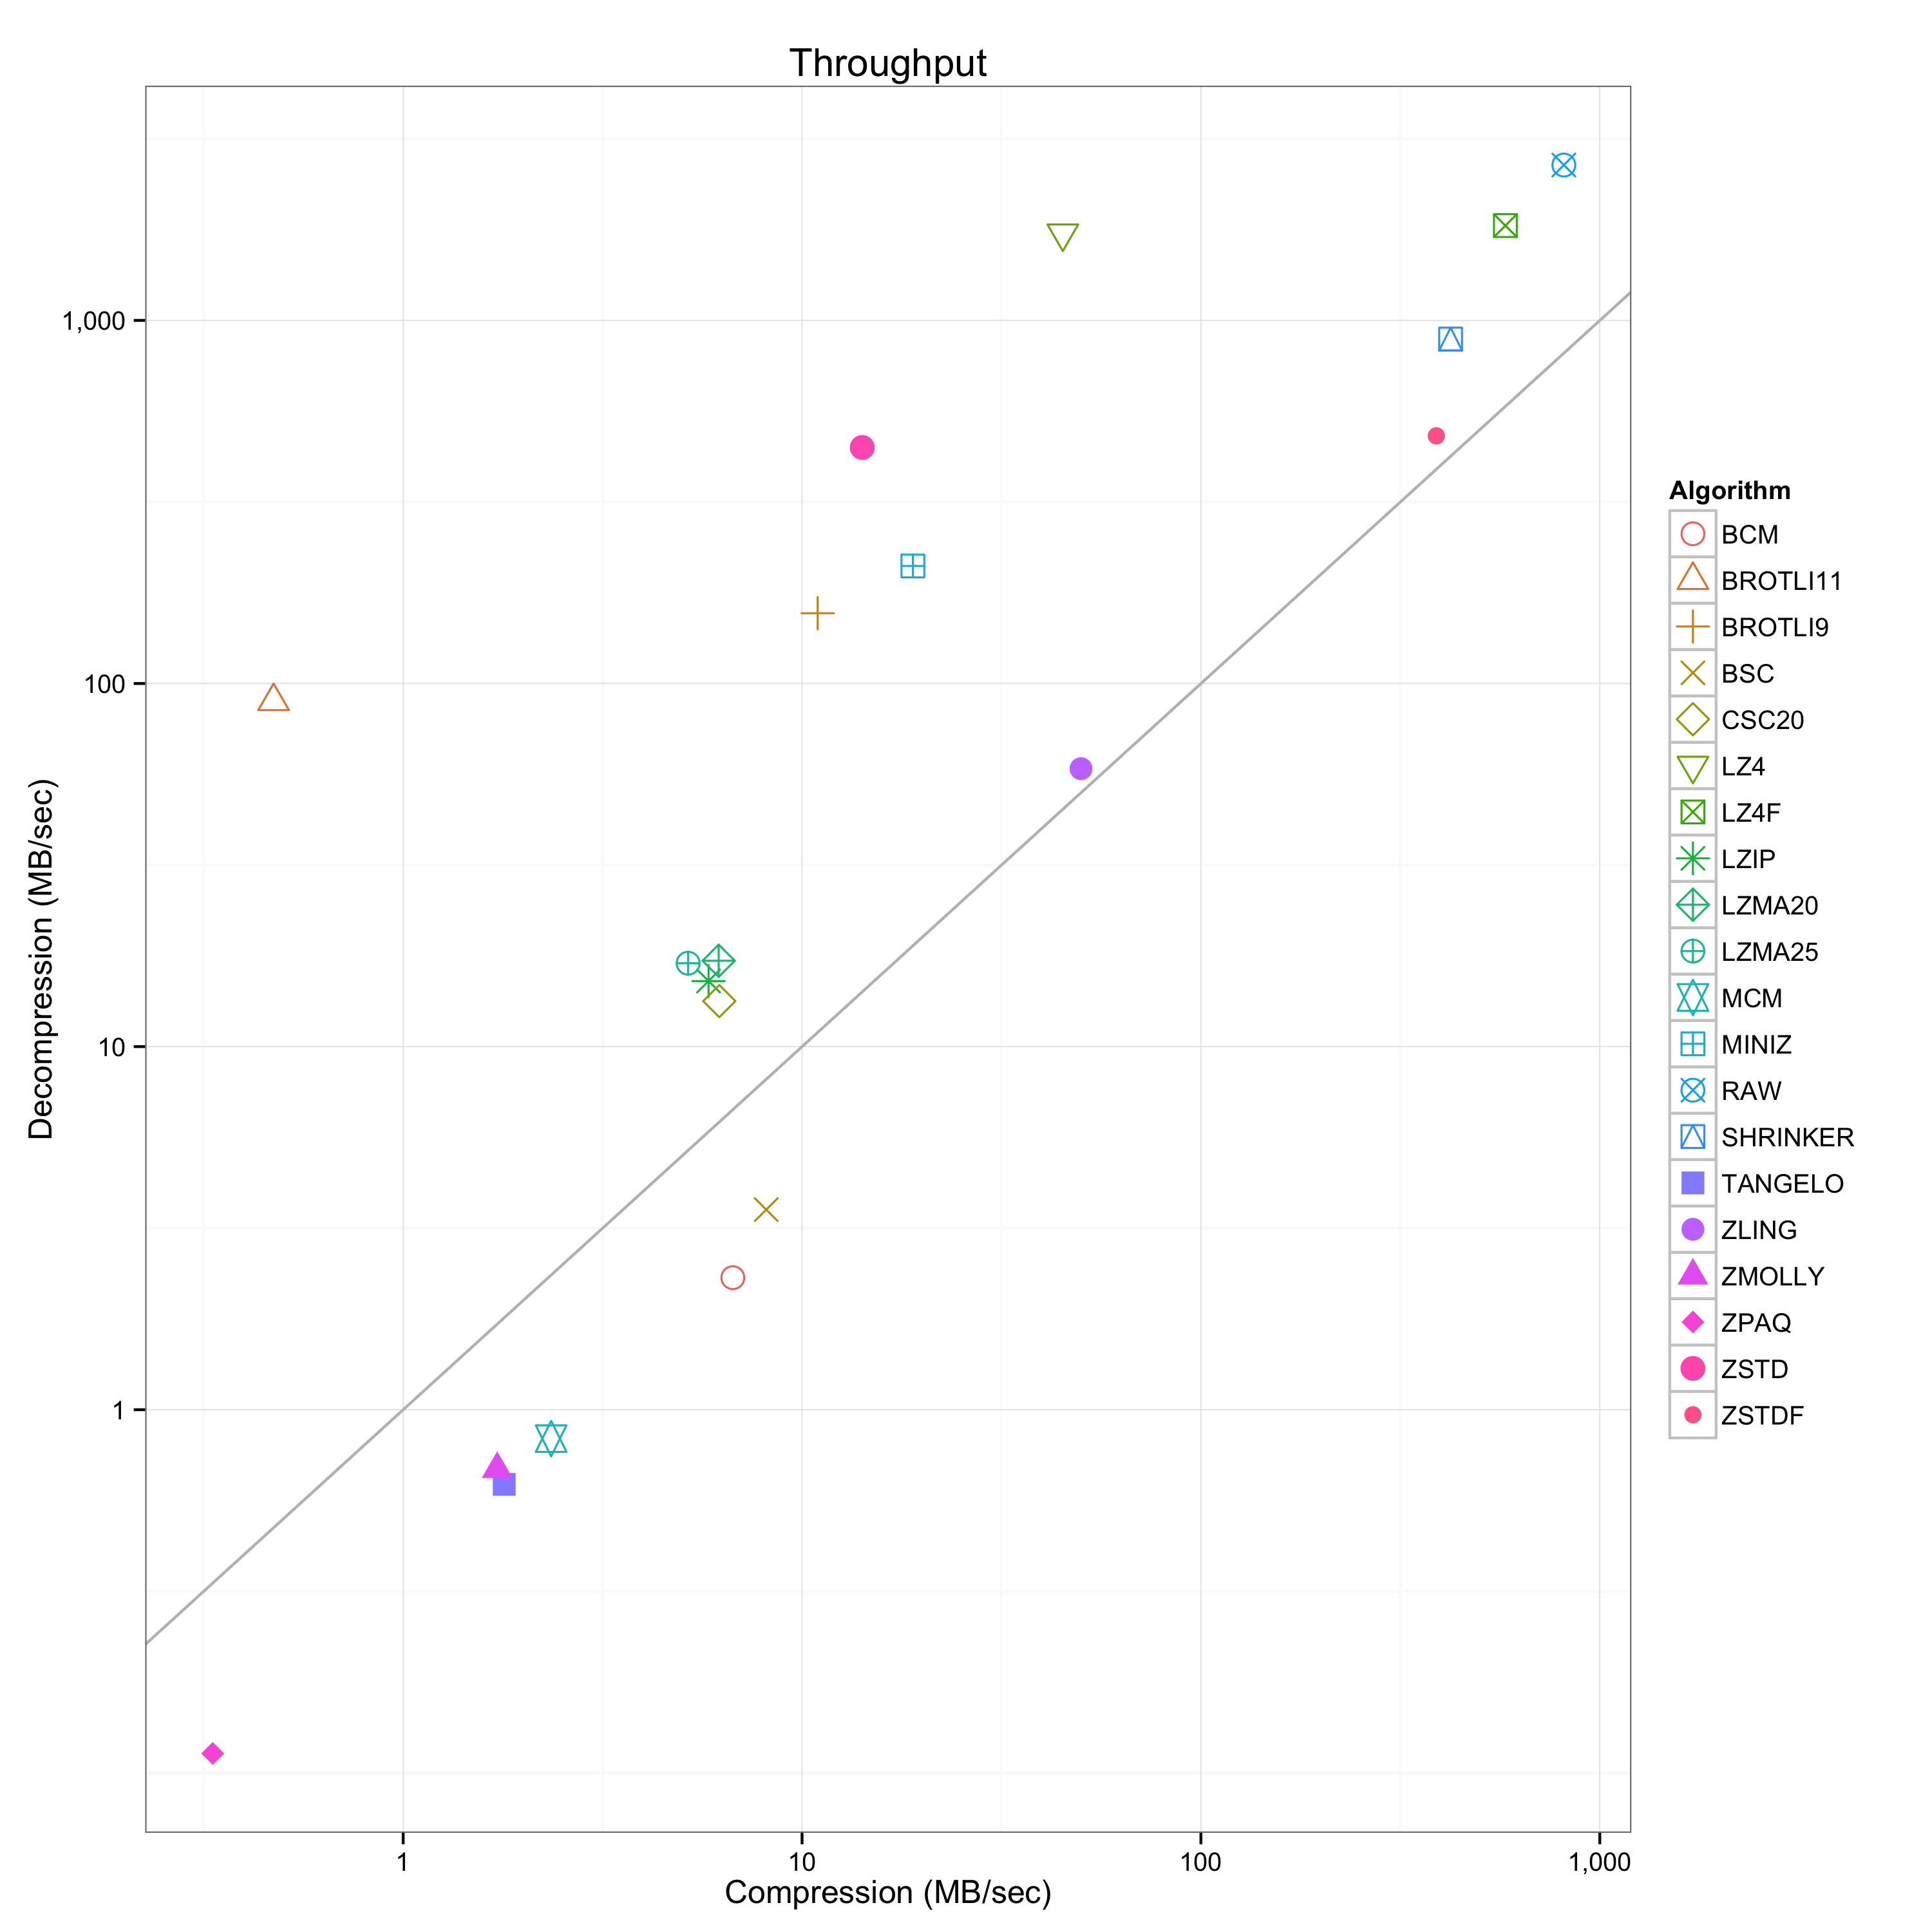 Throughput
Decompression (MB/sec)
1,000
100
10
1
1
10
100
1,000
Compression (MB/sec)
Algorithm
BCM
BROTLI11
BROTLI9
BSC
CSC20
LZ4
LZ4F
LZIP
LZMA20
LZMA25
MCM
MINIZ
RAW
SHRINKER
TANGELO
ZLING
ZMOLLY
ZPAQ
ZSTD
ZSTDF